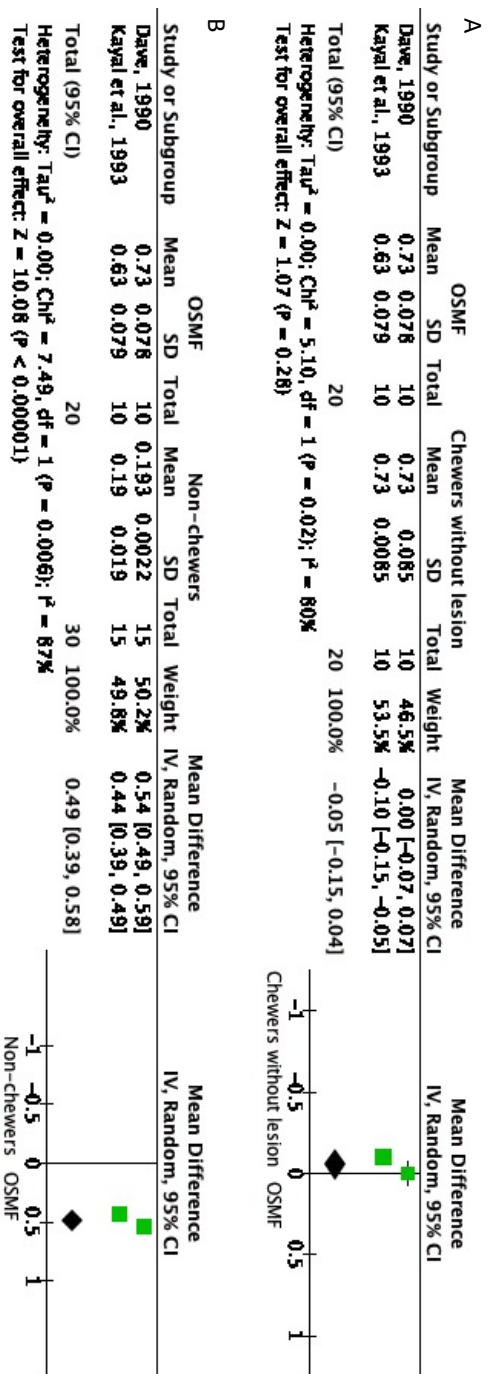 A
OSMF Chewers without lesion Mean Difference Mean Difference
Study or Subgroup Mean SD Total Mean SD Total Weight IV, Random, 95% CI IV, Random, 95% CI
Dave, 1990 0.73 0.078 10 0.73 0.085 10 46.5% 0.00 [−0.07, 0.07]
Kayal et al., 1993 0.63 0.079 10 0.73 0.0085 10 53.5% −0.10 [−0.15, −0.05]
Total (95% CI) 20 20 100.0% −0.05 [−0.15, 0.04]
Heterogeneity: Tau² = 0.00; Chi² = 5.10, df = 1 (P = 0.02); I² = 80%
Test for overall effect: Z = 1.07 (P = 0.28)
−1 −0.5 0 0.5 1
Chewers without lesion OSMF
B
OSMF Non−chewers Mean Difference Mean Difference
Study or Subgroup Mean SD Total Mean SD Total Weight IV, Random, 95% CI IV, Random, 95% CI
Dave, 1990 0.73 0.078 10 0.193 0.0022 15 50.2% 0.54 [0.49, 0.59]
Kayal et al., 1993 0.63 0.079 10 0.19 0.019 15 49.8% 0.44 [0.39, 0.49]
Total (95% CI) 20 30 100.0% 0.49 [0.39, 0.58]
Heterogeneity: Tau² = 0.00; Chi² = 7.49, df = 1 (P = 0.006); I² = 87%
Test for overall effect: Z = 10.08 (P < 0.00001)
−1 −0.5 0 0.5 1
Non−chewers OSMF